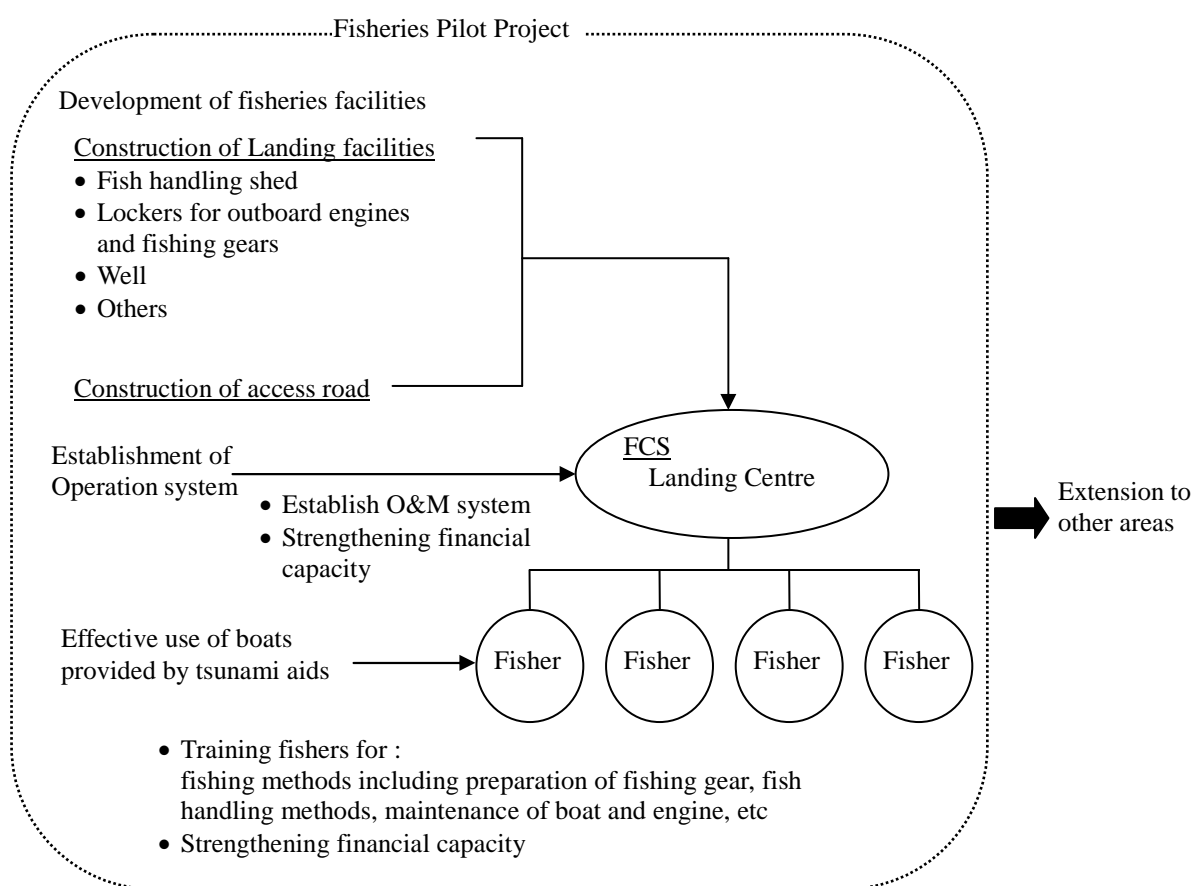 Fisheries Pilot Project
Development of fisheries facilities
Construction of Landing facilities
• Fish handling shed
• Lockers for outboard engines
and fishing gears
• Well
• Others
Construction of access road
FCS
Landing Centre
Establishment of
Operation system
• Establish O&M system
• Strengthening financial
capacity
Extension to
other areas
Effective use of boats
provided by tsunami aids
Fisher
Fisher
Fisher
Fisher
• Training fishers for :
fishing methods including preparation of fishing gear, fish
handling methods, maintenance of boat and engine, etc
• Strengthening financial capacity